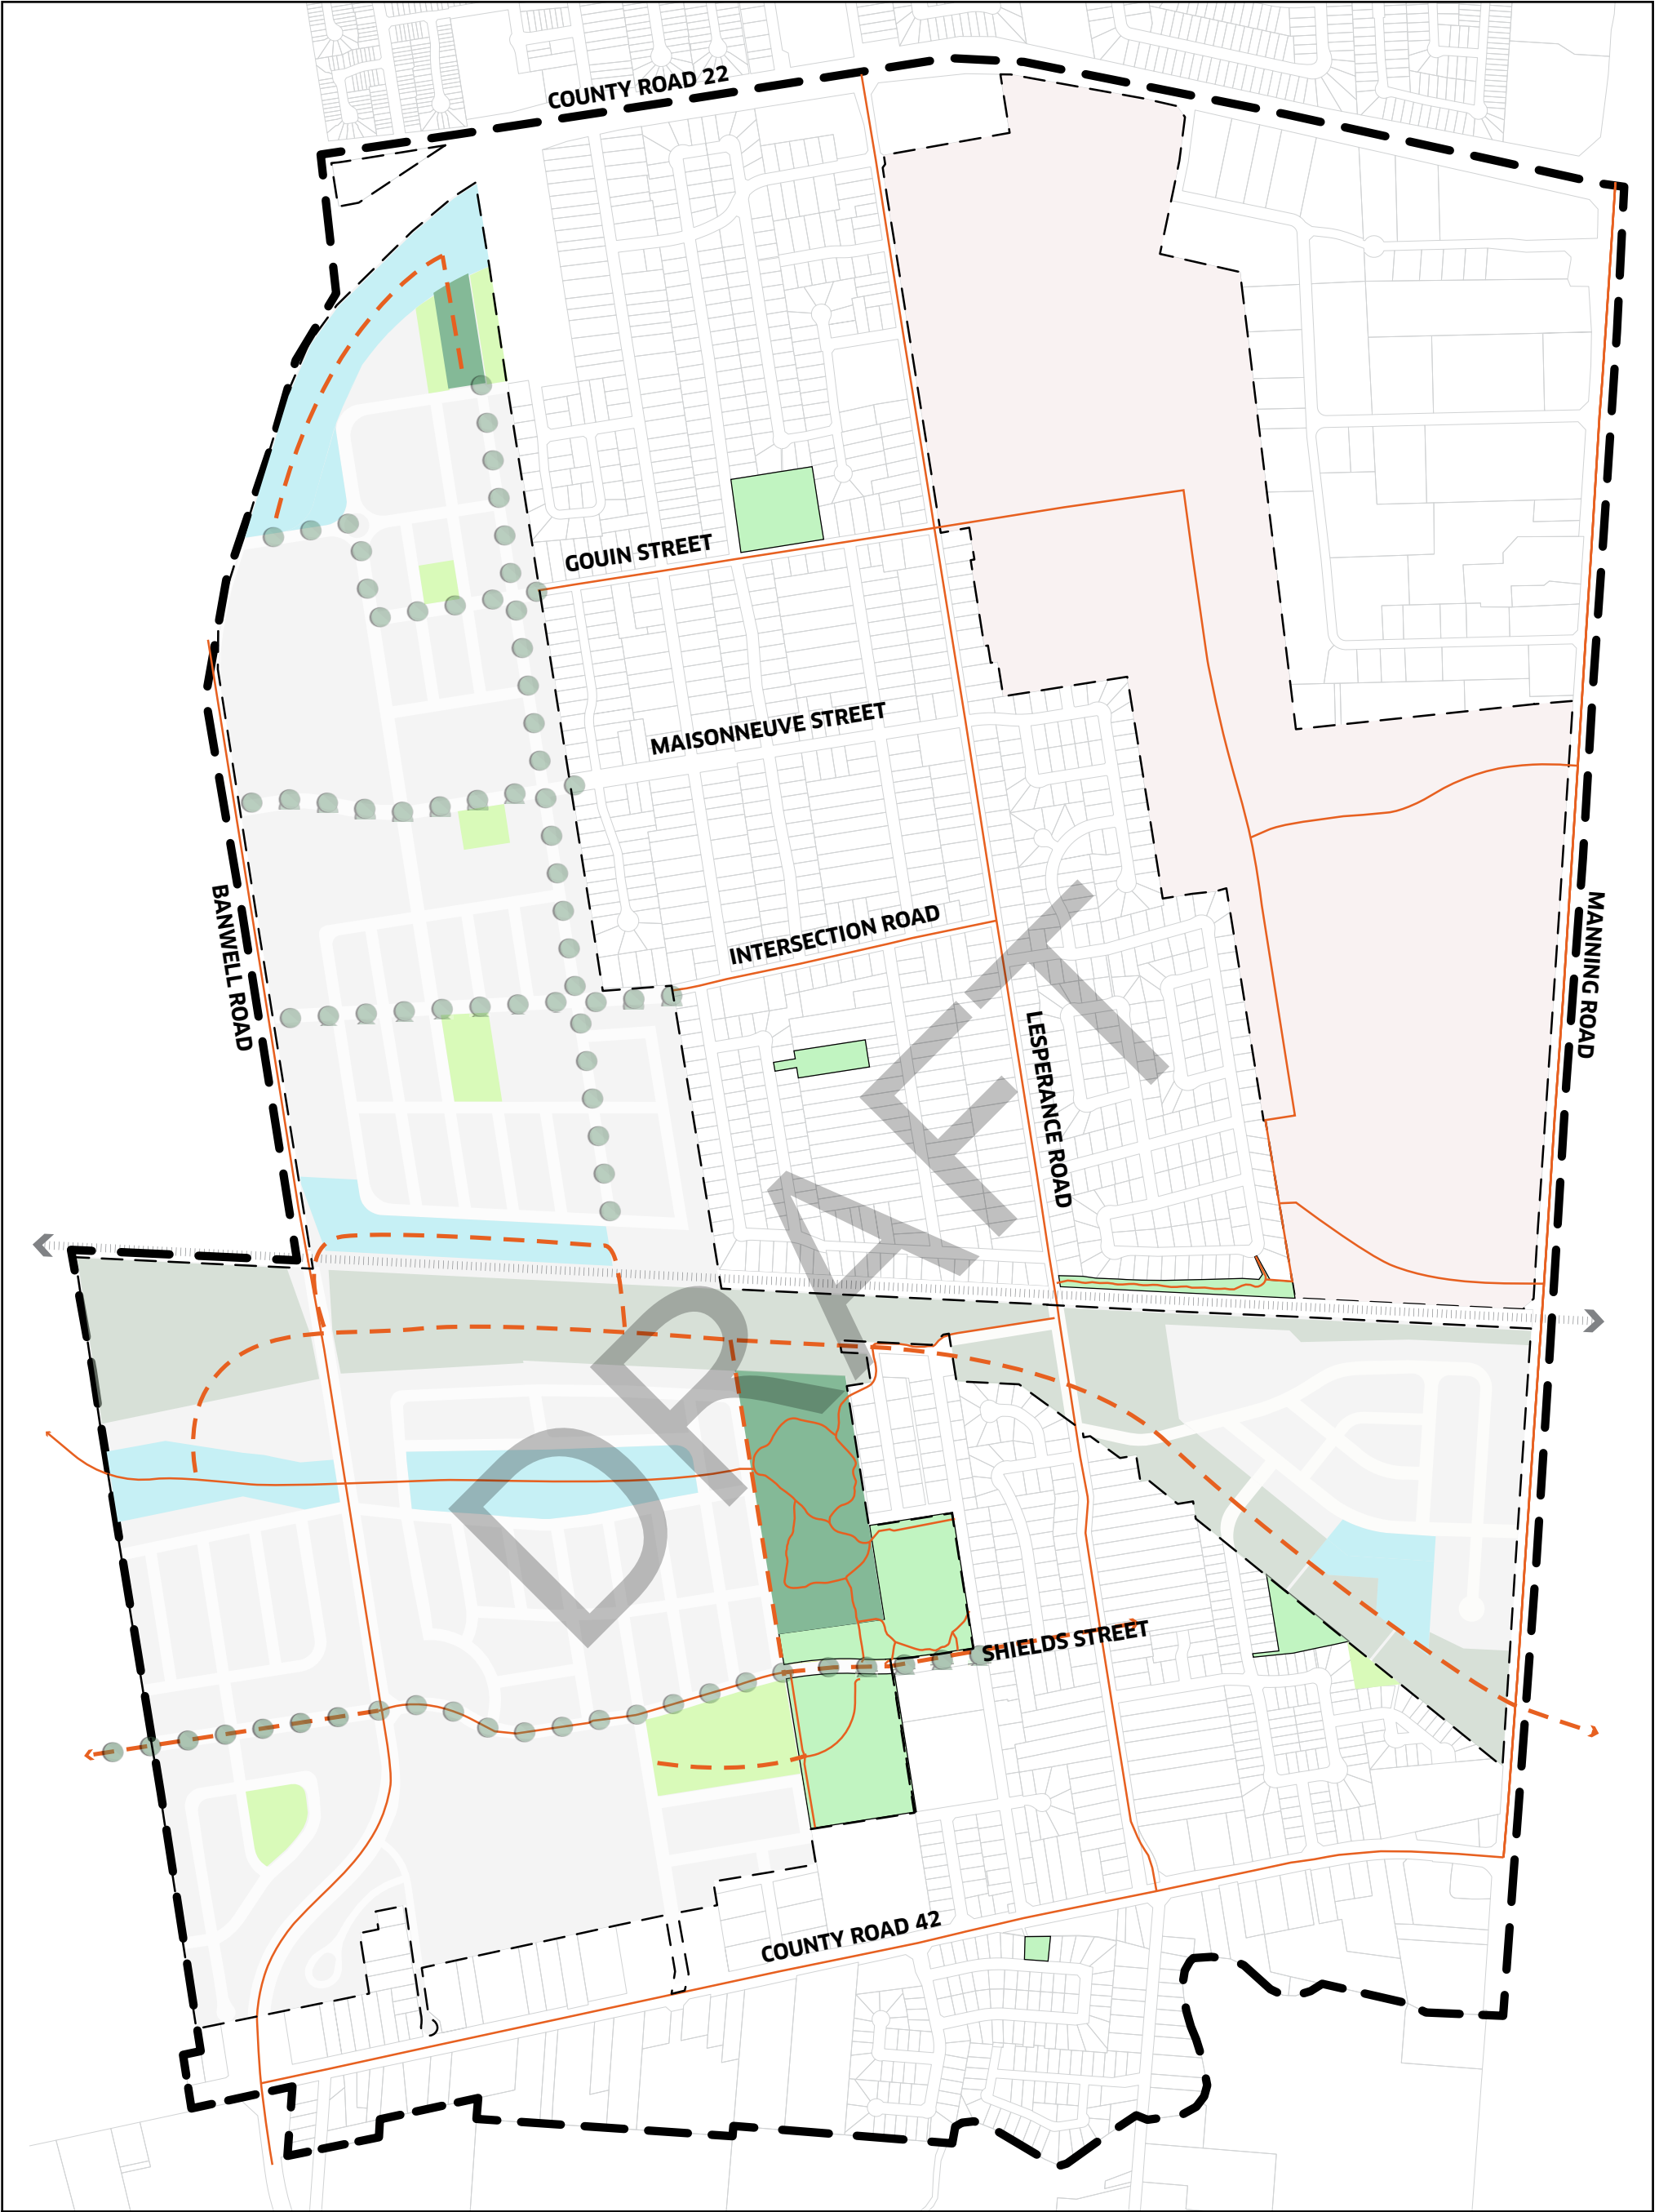 COUNTY ROAD 22
GOUIN STREET
MAISONNEUVE STREET
BANWELL ROAD
INTERSECTION ROAD
MANNING ROAD
LESPERANCE ROAD
DRAFT
SHIELDS STREET
COUNTY ROAD 42